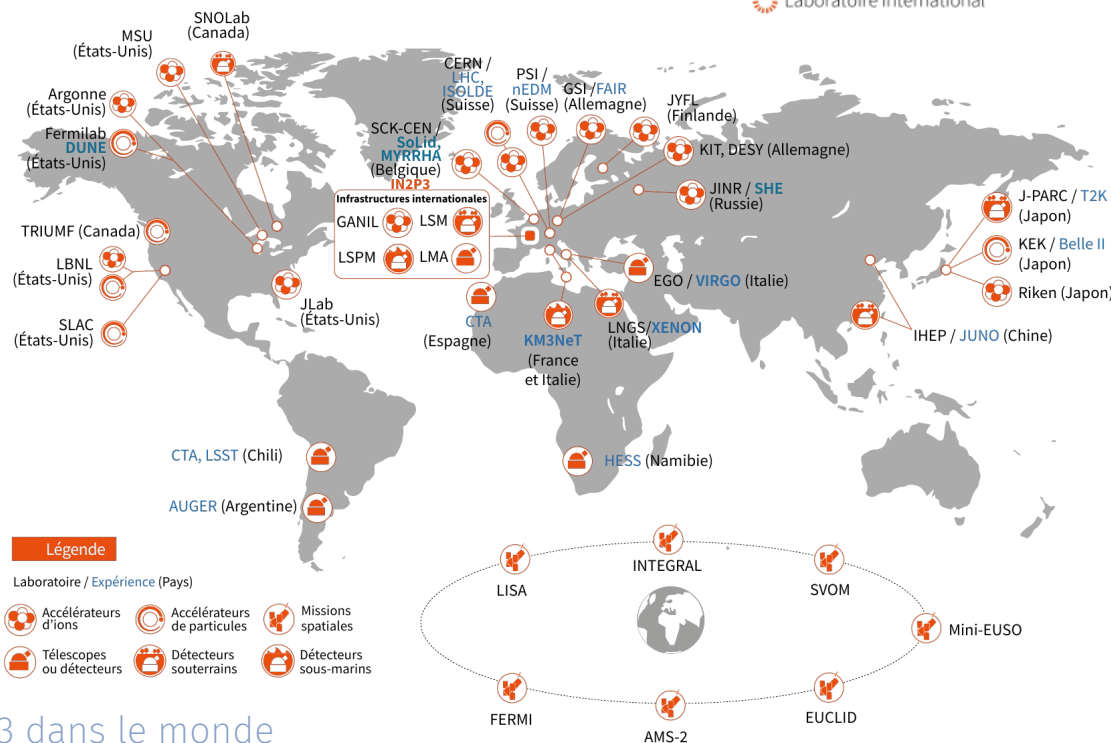 Laboratoire International
SNOLab
(Canada)
MSU
(États-Unis)
Argonne
(États-Unis)
Fermilab
DUNE
(États-Unis)
TRIUMF (Canada)
LBNL
(États-Unis)
SLAC
(États-Unis)
JLab
(États-Unis)
CERN /
LHC,
ISOLDE
(Suisse)
PSI /
nEDM
(Suisse)
GSI /FAIR
(Allemagne)
JYFL
(Finlande)
KIT, DESY (Allemagne)
SCK-CEN /
SoLid,
MYRRHA
(Belgique)
IN2P3
Infrastructures internationales
GANIL
LSM
LSPM
LMA
JINR / SHE
(Russie)
J-PARC / T2K
(Japon)
KEK / Belle II
(Japon)
Riken (Japon)
IHEP / JUNO (Chine)
EGO / VIRGO (Italie)
LNGS/XENON
(Italie)
CTA
(Espagne)
KM3NeT
(France
et Italie)
CTA, LSST (Chili)
AUGER (Argentine)
HESS (Namibie)
Légende
Laboratoire / Expérience (Pays)
Accélérateurs
d'ions
Accélérateurs
de particules
Missions
spatiales
Télescopes
ou détecteurs
Détecteurs
souterrains
Détecteurs
sous-marins
INTEGRAL
LISA
SVOM
Mini-EUSO
FERMI
AMS-2
EUCLID
3 dans le monde